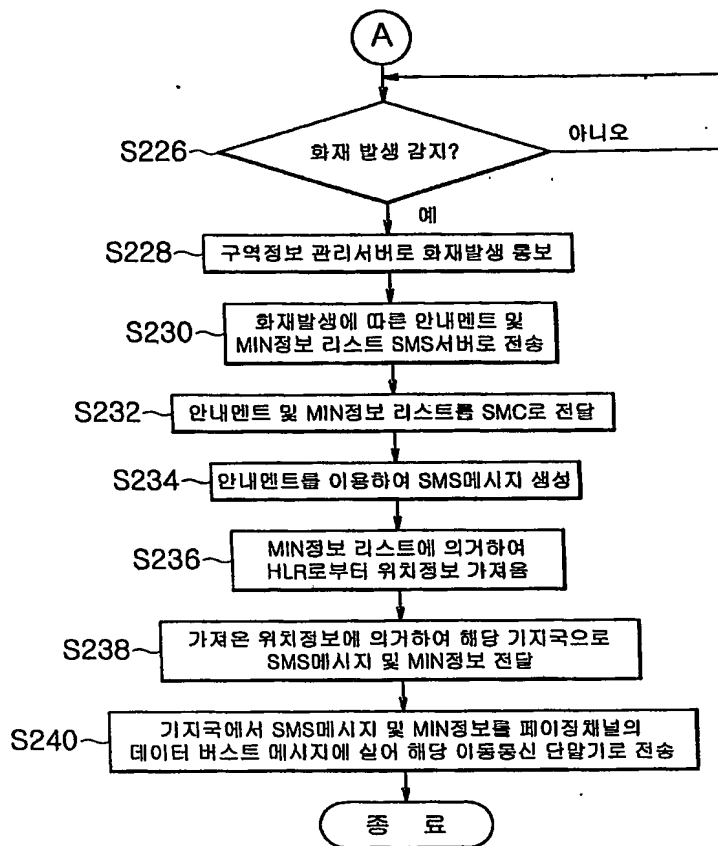 A
S226
화재 발생 감지?
아니오
예
S228
구역정보 관리서버로 화재발생 통보
S230
화재발생에 따른 안내멘트 및
MIN정보 리스트 SMS서버로 전송
S232
안내멘트 및 MIN정보 리스트를 SMC로 전달
S234
안내멘트를 이용하여 SMS메시지 생성
S236
MIN정보 리스트에 의거하여
HLR로부터 위치정보 가져옴
S238
가져온 위치정보에 의거하여 해당 기지국으로
SMS메시지 및 MIN정보 전달
S240
기지국에서 SMS메시지 및 MIN정보를 페이징채널의
데이터 버스트 메시지에 실어 해당 이동통신 단말기로 전송
종 료